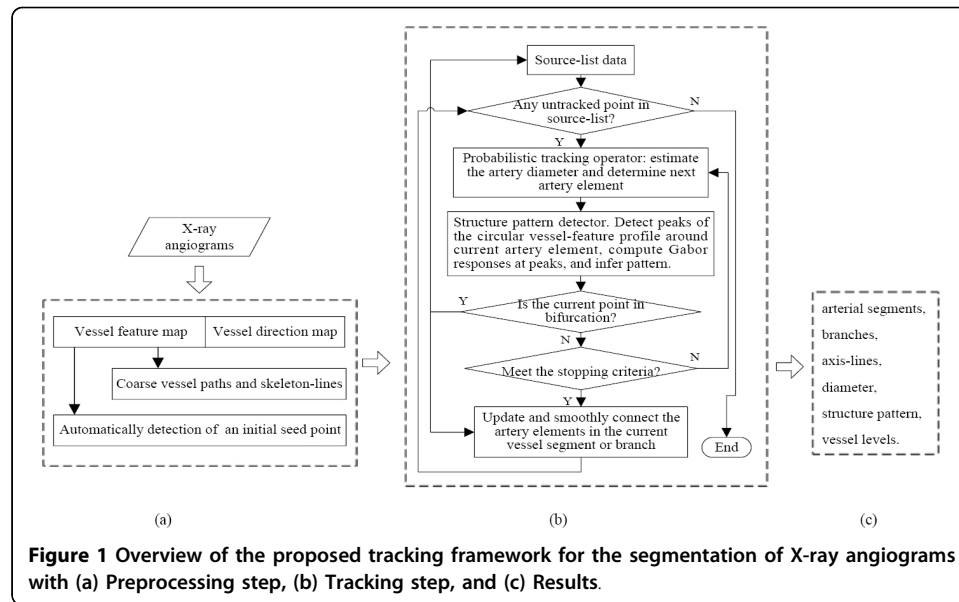 X-ray
angiograms
Vessel feature map
Vessel direction map
Coarse vessel paths and skeleton-lines
Automatically detection of an initial seed point
(a)
Source-list data
Any untracked point in
source-list?
N
Y
Probabilistic tracking operator: estimate
the artery diameter and determine next
artery element
Structure pattern detector. Detect peaks
of the circular vessel-feature profile around
current artery element, compute Gabor
responses at peaks, and infer pattern.
Y
Is the current point in
bifurcation?
N
N
Meet the stopping criteria?
Y
Update and smoothly connect the
artery elements in the current
vessel segment or branch
End
(b)
arterial segments,
branches,
axis-lines,
diameter,
structure pattern,
vessel levels.
(c)
Figure 1 Overview of the proposed tracking framework for the segmentation of X-ray angiograms
with (a) Preprocessing step, (b) Tracking step, and (c) Results.